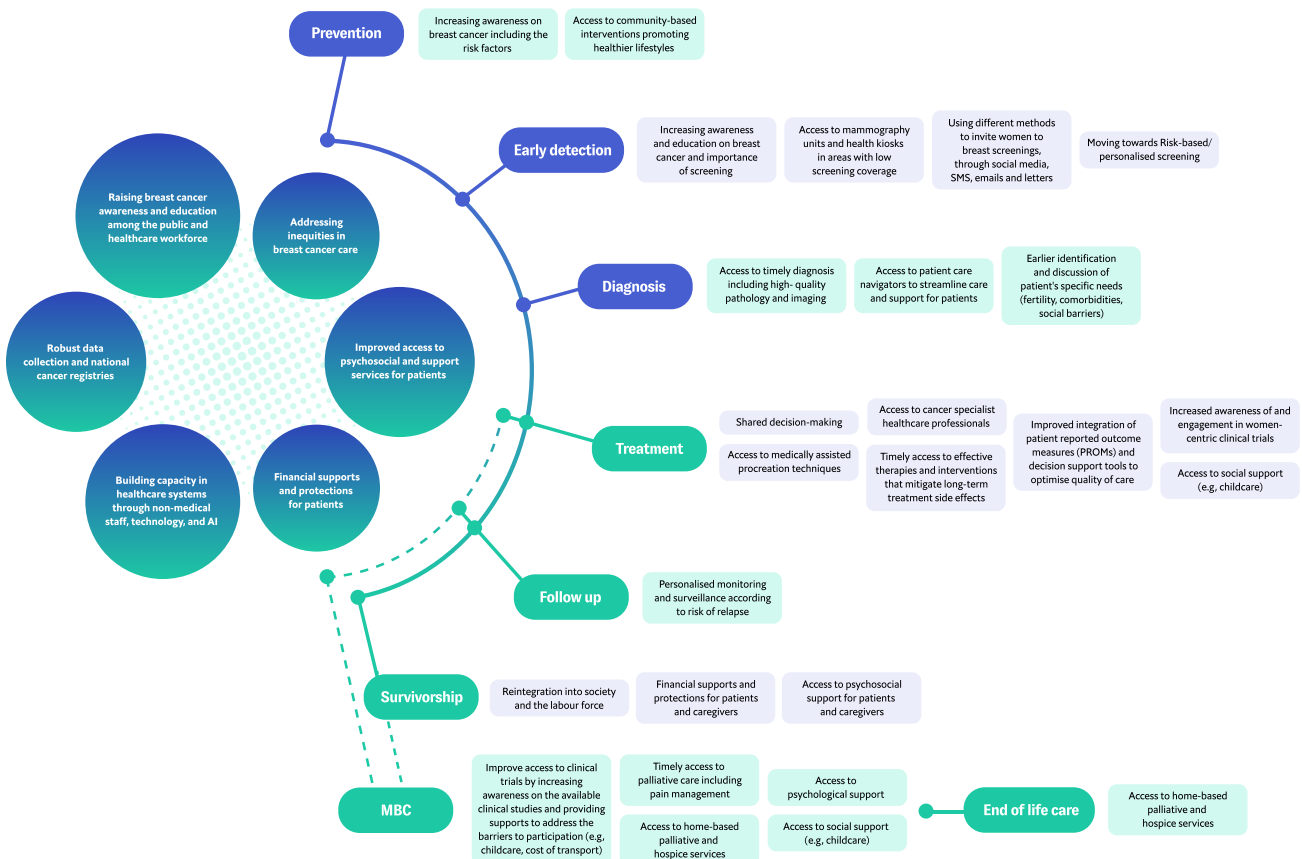 Prevention
Increasing awareness on
breast cancer including the
risk factors
Access to community-based
interventions promoting
healthier lifestyles
Early detection
Increasing awareness
and education on breast
cancer and importance
of screening
Access to mammography
units and health kiosks
in areas with low
screening coverage
Using different methods
to invite women to
breast screenings,
through social media,
SMS, emails and letters
Moving towards Risk-based/
personalised screening
Raising breast cancer
awareness and education
among the public and
healthcare workforce
Addressing
inequities in
breast cancer care
Robust data
collection and national
cancer registries
Improved access to
psychosocial and support
services for patients
Building capacity in
healthcare systems
through non-medical
staff, technology, and AI
Financial supports
and protections
for patients
Diagnosis
Access to timely diagnosis
including high- quality
pathology and imaging
Access to patient care
navigators to streamline care
and support for patients
Earlier identification
and discussion of
patient's specific needs
(fertility, comorbidities,
social barriers)
Treatment
Shared decision-making
Access to medically assisted
procreation techniques
Access to cancer specialist
healthcare professionals
Timely access to effective
therapies and interventions
that mitigate long-term
treatment side effects
Improved integration of
patient reported outcome
measures (PROMs) and
decision support tools to
optimise quality of care
Increased awareness of and
engagement in women-
centric clinical trials
Access to social support
(e.g, childcare)
Follow up
Personalised monitoring
and surveillance according
to risk of relapse
Survivorship
Reintegration into society
and the labour force
Financial supports and
protections for patients
and caregivers
Access to psychosocial
support for patients
and caregivers
MBC
Improve access to clinical
trials by increasing
awareness on the available
clinical studies and providing
supports to address the
barriers to participation (e.g,
childcare, cost of transport)
Timely access to
palliative care including
pain management
Access to home-based
palliative and
hospice services
Access to
psychological support
Access to social support
(e.g, childcare)
End of life care
Access to home-based
palliative and
hospice services